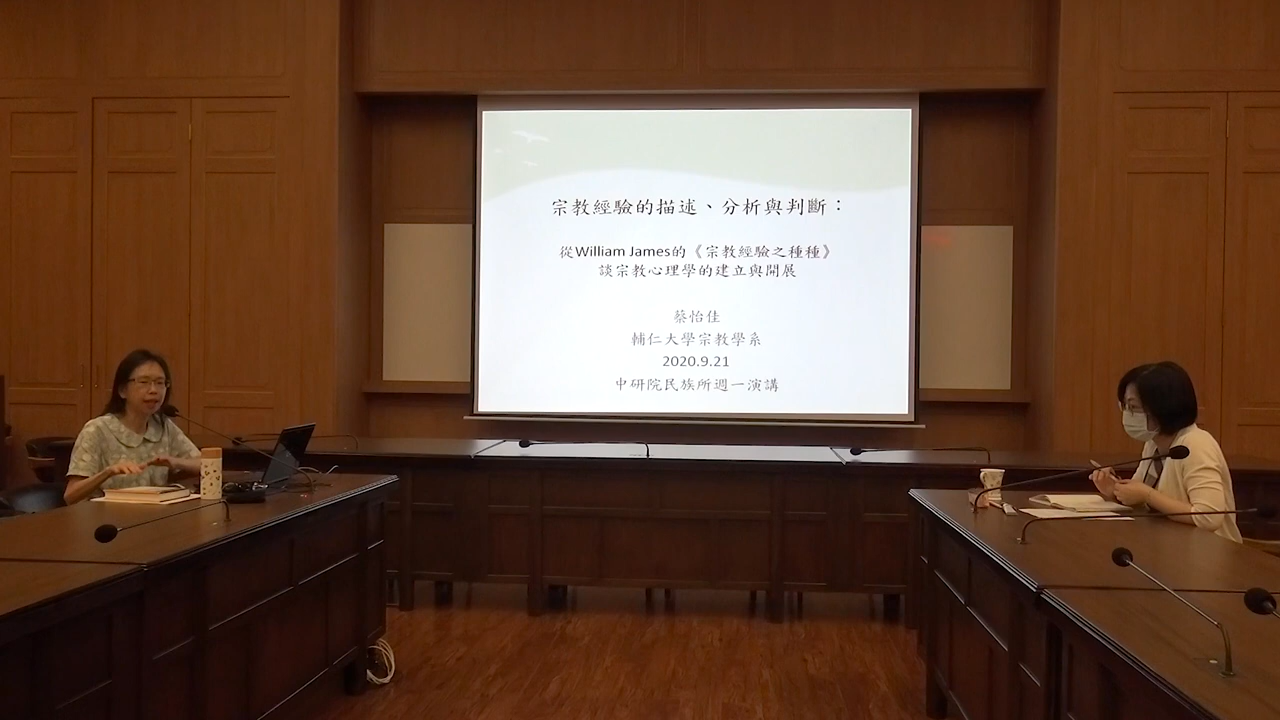 宗教經驗的描述、分析與判斷：
從William James的《宗教經驗之種種》
談宗教心理學的建立與開展
蔡怡佳
輔仁大學宗教學系
2020.9.21
中研院民族所週一演講